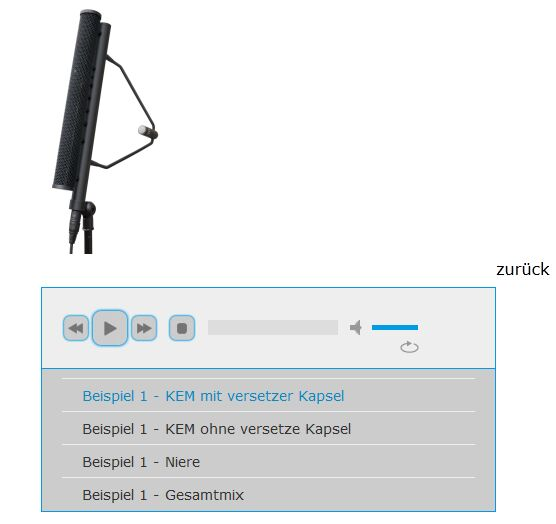 zurück
Beispiel 1 - KEM mit versetzer Kapsel
Beispiel 1 - KEM ohne versetze Kapsel
Beispiel 1 - Niere
Beispiel 1 - Gesamtmix